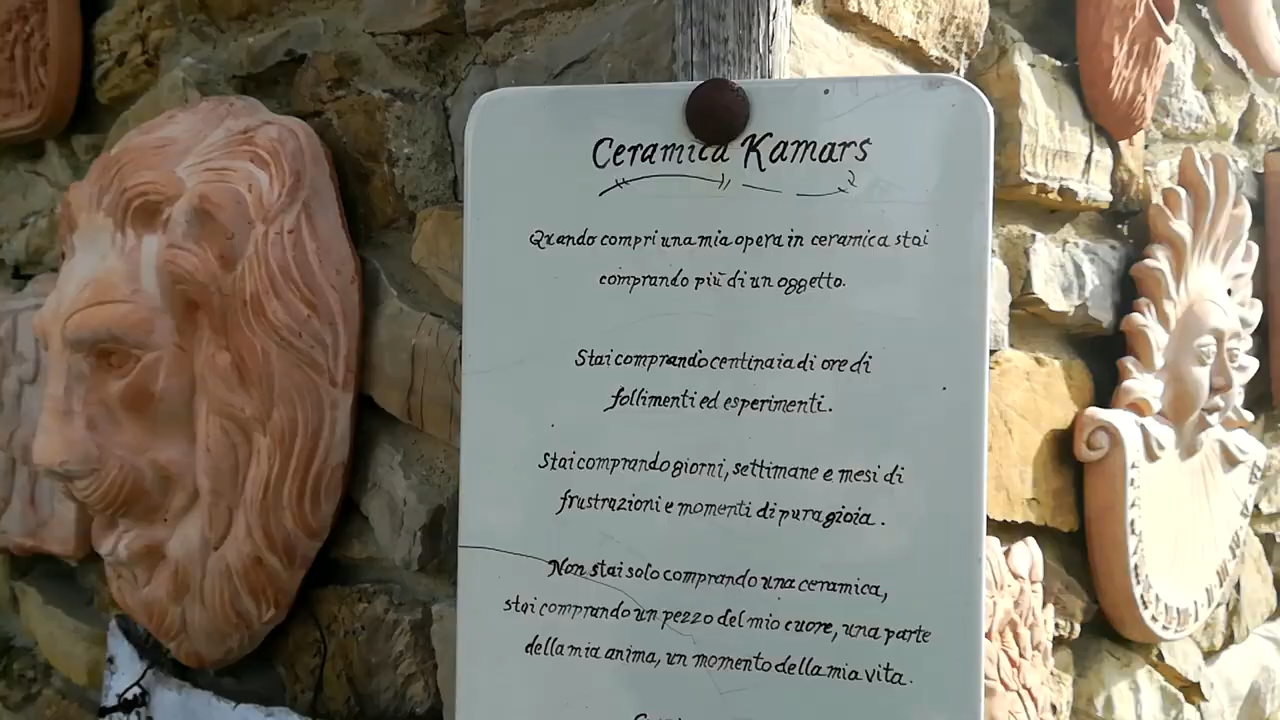 Ceramica Kamars
Quando compri una mia opera in ceramica stai
comprando più di un oggetto.
Stai comprando centinaia di ore di
follimenti ed esperimenti.
Stai comprando giorni, settimane e mesi di
frustrazioni e momenti di pura gioia.
Non stai solo comprando una ceramica,
stai comprando un pezzo del mio cuore, una parte
della mia anima, un momento della mia vita.